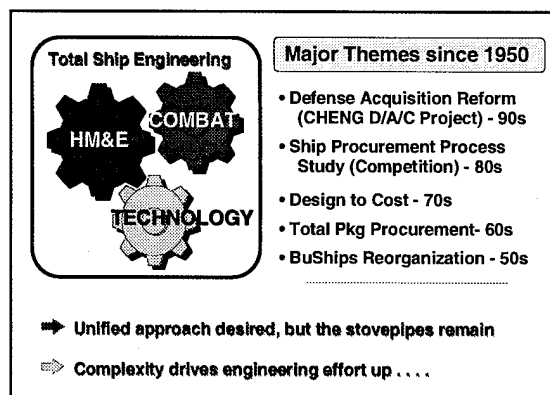 Total Ship Engineering
HM&E
COMBAT
TECHNOLOGY
Major Themes since 1950
• Defense Acquisition Reform
(CHENG D/A/C Project) - 90s
• Ship Procurement Process
Study (Competition) - 80s
• Design to Cost - 70s
• Total Pkg Procurement- 60s
• BuShips Reorganization - 50s
Unified approach desired, but the stovepipes remain
Complexity drives engineering effort up . . . .